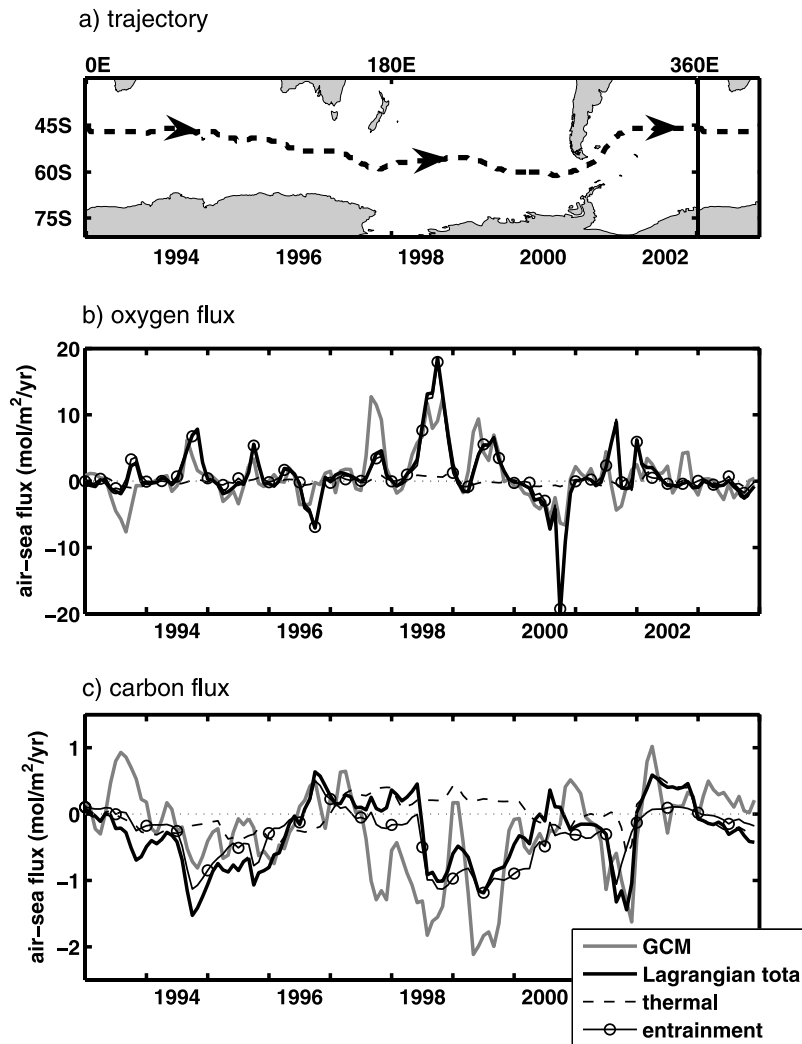 a) trajectory
0E 180E 360E
45S
60S
75S
1994 1996 1998 2000 2002
b) oxygen flux
air-sea flux (mol/m²/yr)
20
10
0
-10
-20
1994 1996 1998 2000 2002
c) carbon flux
air-sea flux (mol/m²/yr)
1
0
-1
-2
1994 1996 1998 2000
GCM
Lagrangian tota
thermal
entrainment